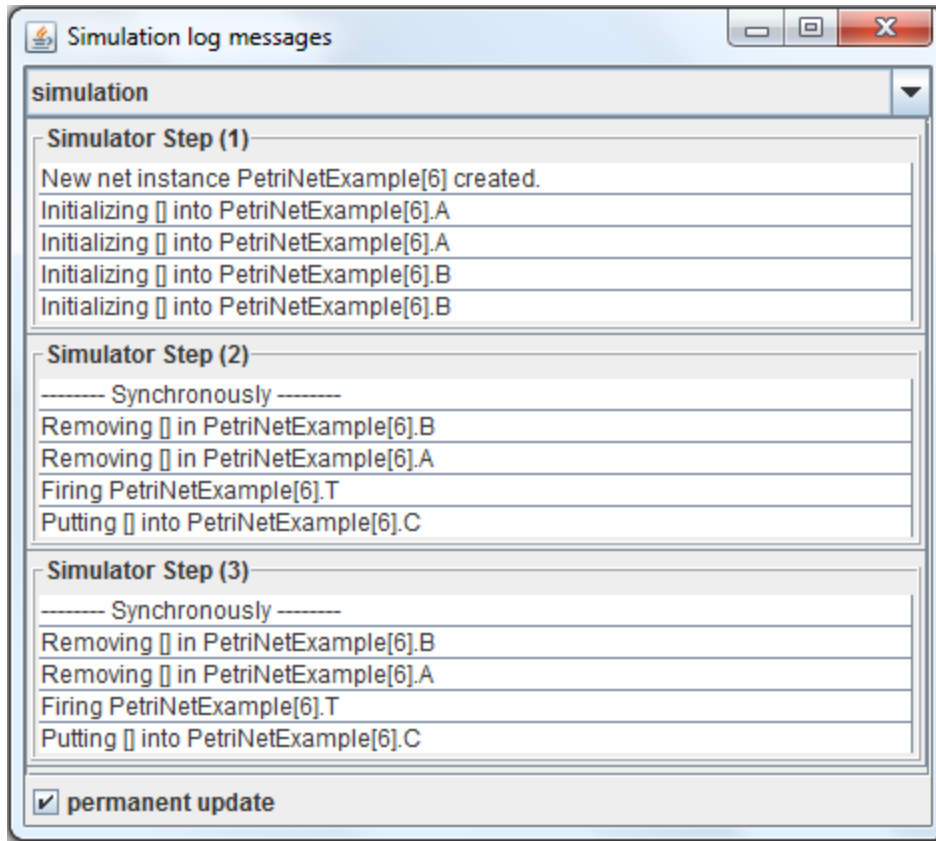 Simulation log messages
simulation
Simulator Step (1)
New net instance PetriNetExample[6] created.
Initializing [] into PetriNetExample[6].A
Initializing [] into PetriNetExample[6].A
Initializing [] into PetriNetExample[6].B
Initializing [] into PetriNetExample[6].B
Simulator Step (2)
-------- Synchronously --------
Removing [] in PetriNetExample[6].B
Removing [] in PetriNetExample[6].A
Firing PetriNetExample[6].T
Putting [] into PetriNetExample[6].C
Simulator Step (3)
-------- Synchronously --------
Removing [] in PetriNetExample[6].B
Removing [] in PetriNetExample[6].A
Firing PetriNetExample[6].T
Putting [] into PetriNetExample[6].C
permanent update